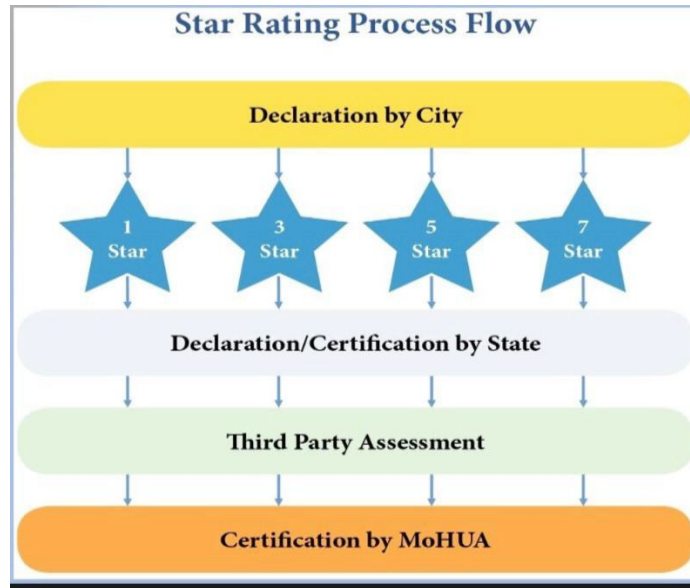 Star Rating Process Flow
Declaration by City
1
Star
3
Star
5
Star
7
Star
Declaration/Certification by State
Third Party Assessment
Certification by MoHUA